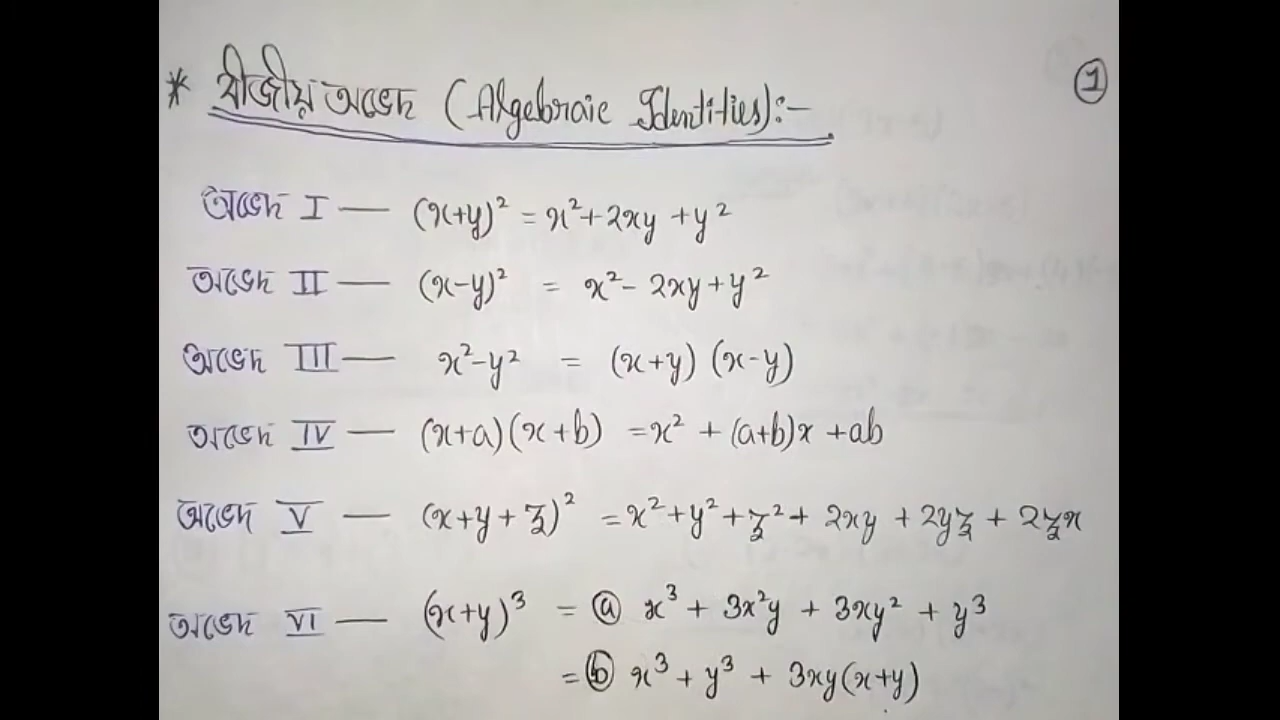 * বীজীয় অভেদ (Algebraic Identities):-
1
অভেদ I — (x+y)² = x²+2xy+y²
অভেদ II — (x-y)² = x²- 2xy+y²
অভেদ III — x²-y² = (x+y) (x-y)
অভেদ IV — (x+a)(x+b) =x² + (a+b)x +ab
অভেদ V — (x+y+z)² =x²+y²+z²+ 2xy + 2yz + 2zx
অভেদ VI — (x+y)³ = ⓐ x³ + 3x²y + 3xy² + y³
=ⓑ x³ + y³ + 3xy(x+y)